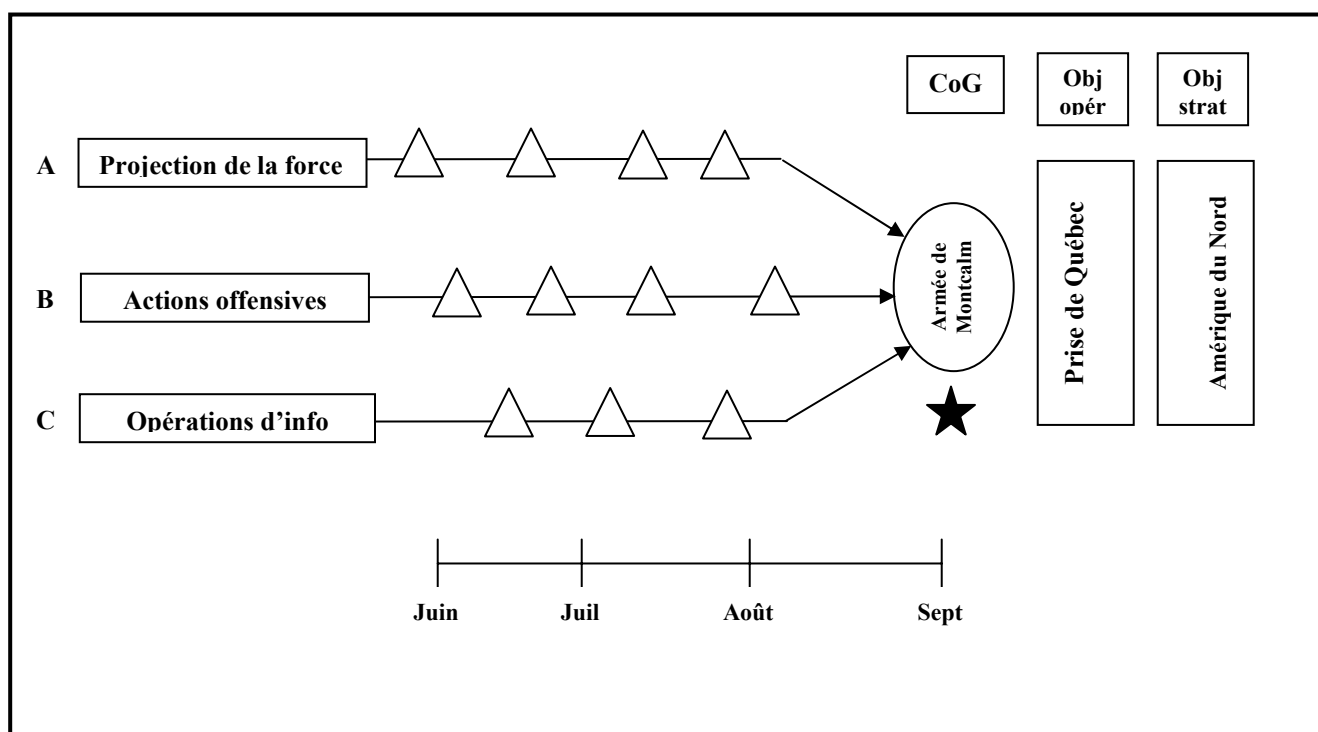 CoG
Obj
opér
Obj
strat
A
Projection de la force
B
Actions offensives
C
Opérations d’info
Armée de
Montcalm
Prise de Québec
Amérique du Nord
Juin
Juil
Août
Sept